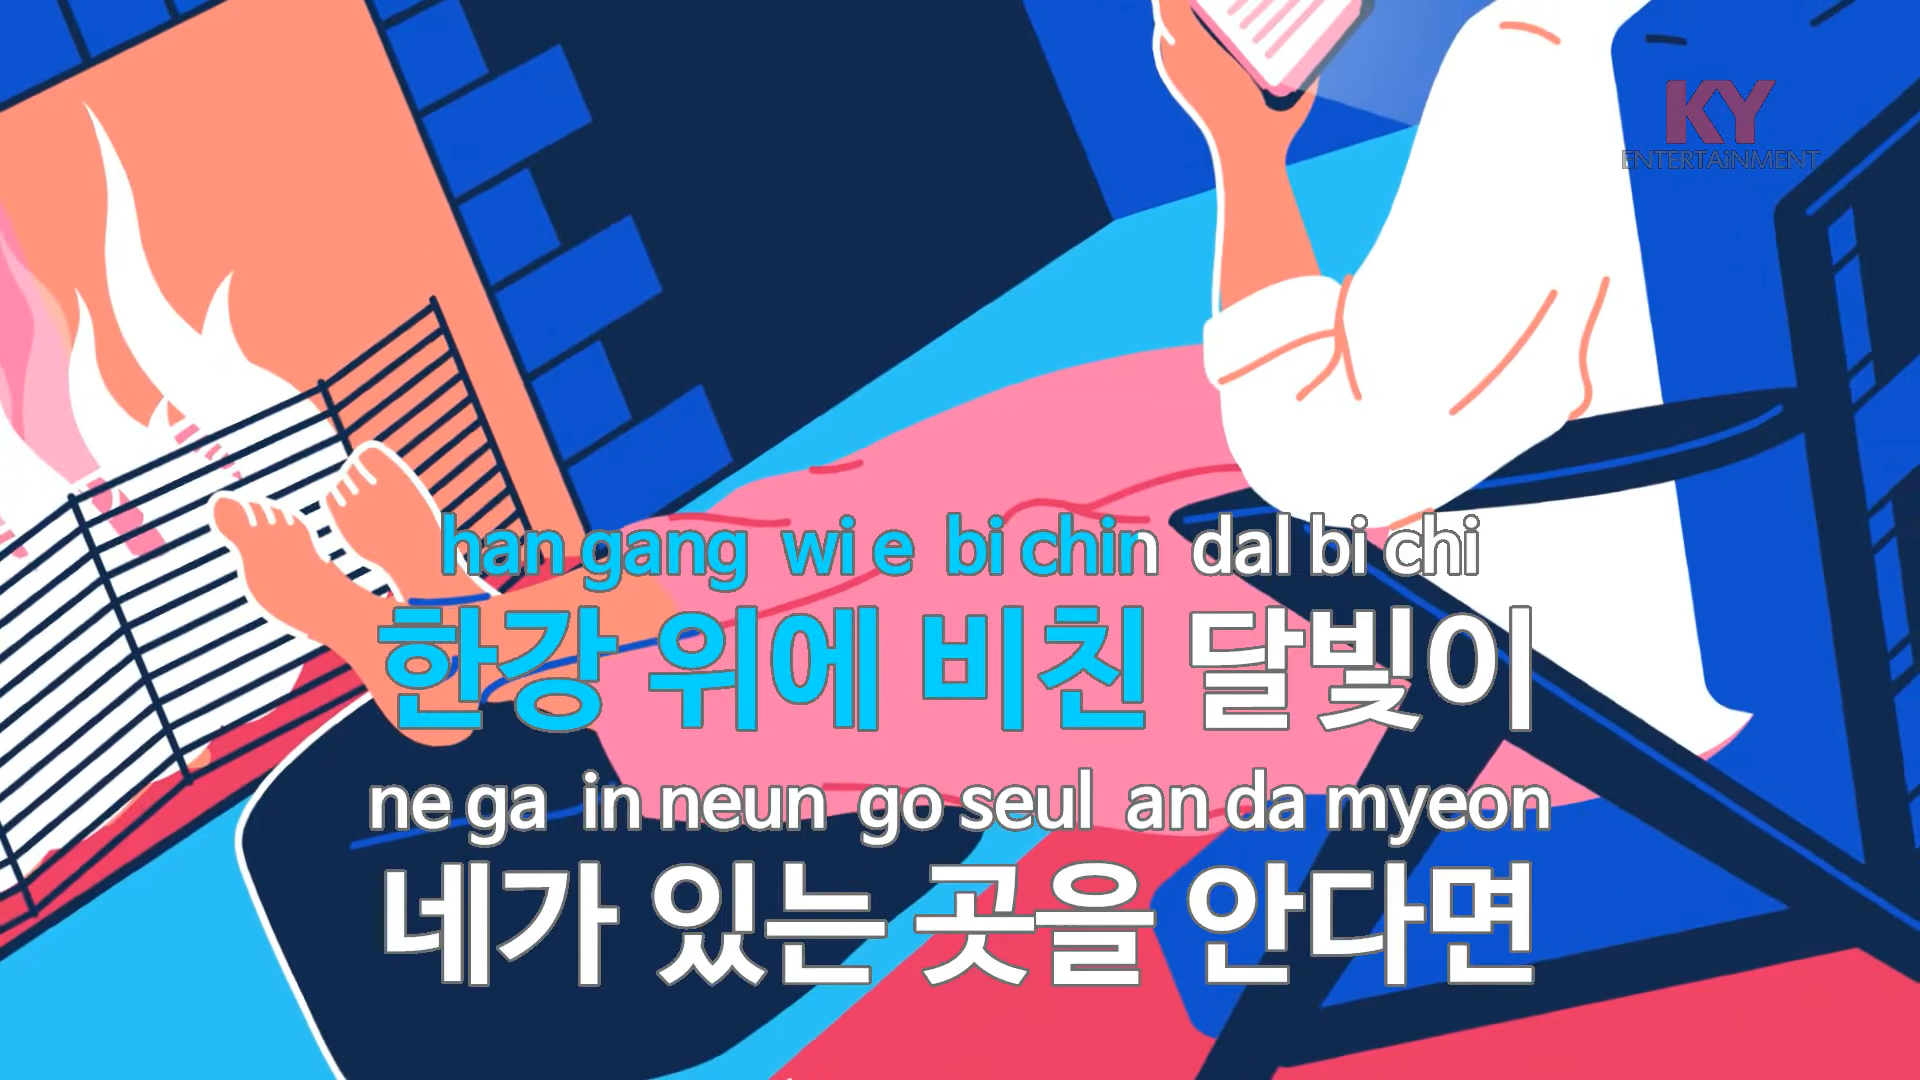 KY
ENTERTAiNMENT
han gang wi e bi chin dal bi chi
한강 위에 비친 달빛이
ne ga in neun go seul an da myeon
네가 있는 곳을 안다면